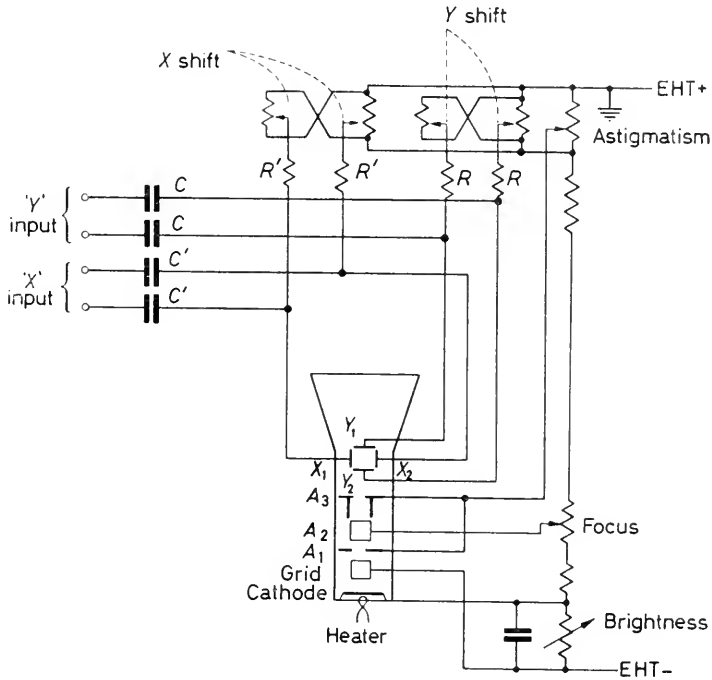 Y shift
X shift
EHT+
Astigmatism
R'
R'
R
R
'Y'
input
C
C
'X'
input
C'
C'
Y₁
X₁
X₂
Y₂
A₃
A₂
Focus
A₁
Grid
Cathode
Heater
Brightness
EHT−